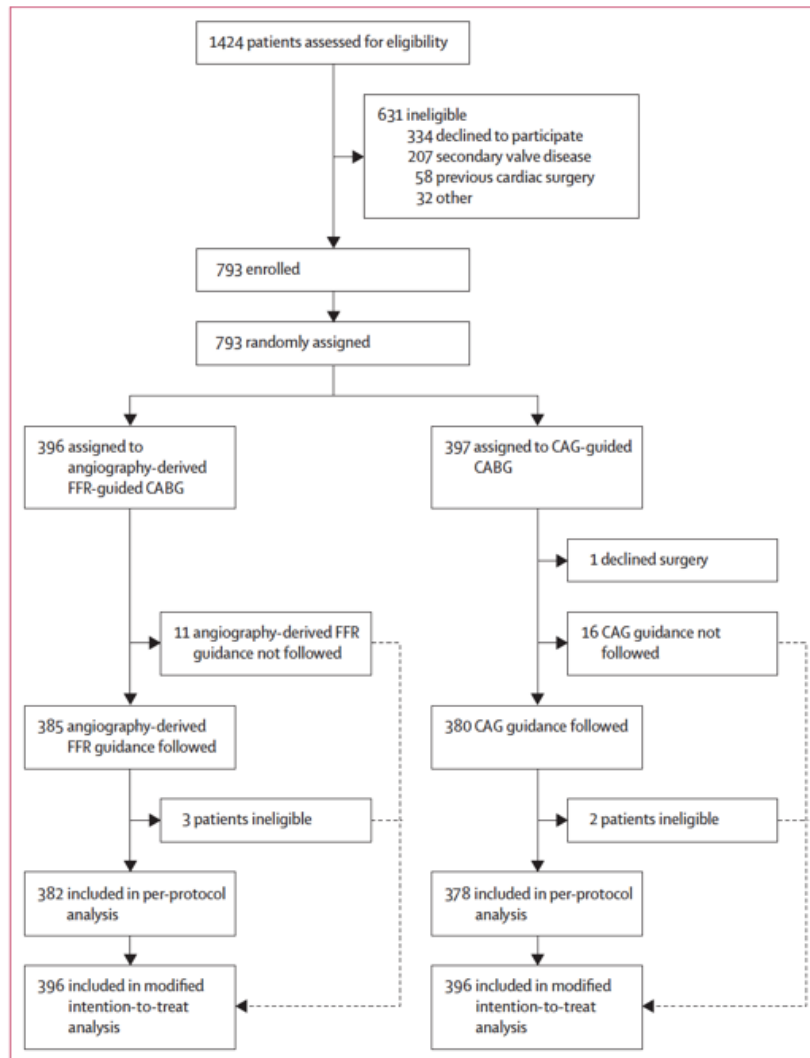 1424 patients assessed for eligibility
631 ineligible
334 declined to participate
207 secondary valve disease
58 previous cardiac surgery
32 other
793 enrolled
793 randomly assigned
396 assigned to
angiography-derived
FFR-guided CABG
397 assigned to CAG-guided
CABG
1 declined surgery
11 angiography-derived FFR
guidance not followed
16 CAG guidance not
followed
385 angiography-derived
FFR guidance followed
380 CAG guidance followed
3 patients ineligible
2 patients ineligible
382 included in per-protocol
analysis
378 included in per-protocol
analysis
396 included in modified
intention-to-treat
analysis
396 included in modified
intention-to-treat
analysis